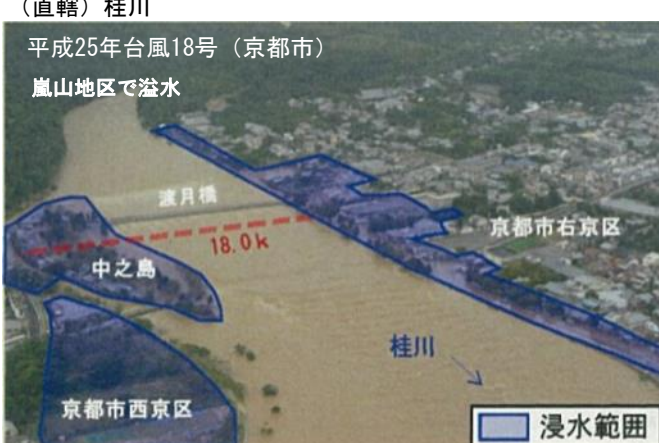 （直轄）桂川
平成25年台風18号（京都市）
嵐山地区で溢水
渡月橋
18.0k
京都市右京区
中之島
桂川
京都市西京区
浸水範囲